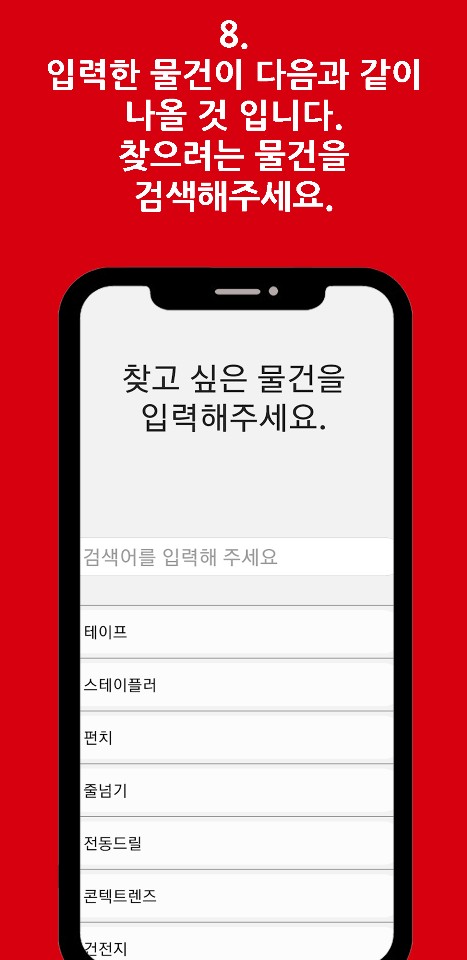 8.
입력한 물건이 다음과 같이
나올 것 입니다.
찾으려는 물건을
검색해주세요.
찾고 싶은 물건을
입력해주세요.
검색어를 입력해 주세요
테이프
스테이플러
펀치
줄넘기
전동드릴
콘텍트렌즈
건전지